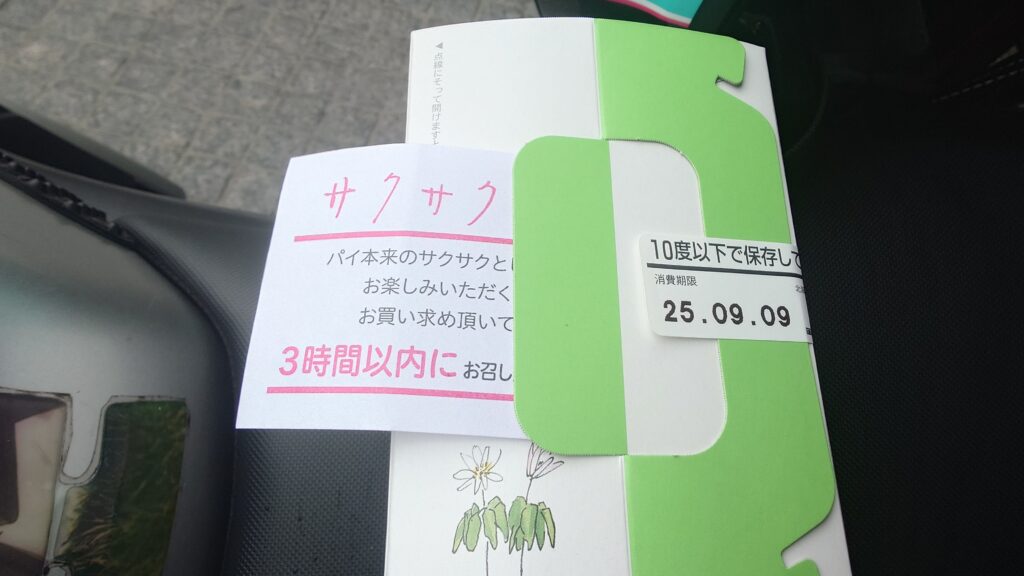 ◀点線にそって開けますと
サクサク
パイ本来のサクサクと
お楽しみいただく
お買い求め頂いて
3時間以内にお召し
10度以下で保存して
消費期限
25.09.09